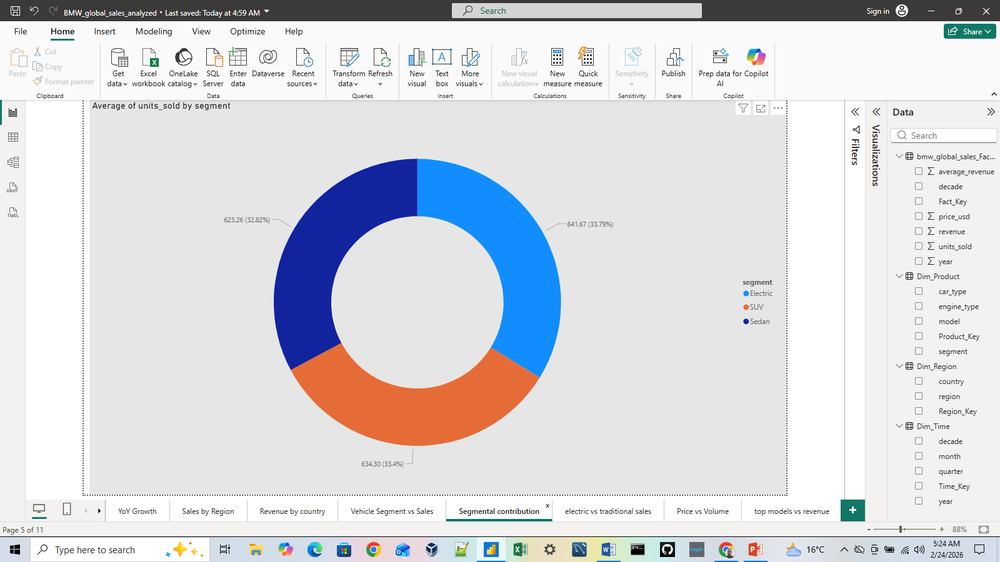 BMW_global_sales_analyzed • Last saved: Today at 4:59 AM
Search
Sign in
File
Home
Insert
Modeling
View
Optimize
Help
Share
Paste
Cut
Copy
Format painter
Clipboard
Get data
Excel workbook
OneLake catalog
SQL Server
Enter data
Dataverse
Recent sources
Data
Transform data
Refresh
Queries
New visual
Text box
More visuals
Insert
New visual calculation
New measure
Quick measure
Calculations
Sensitivity
Sensitivity
Publish
Share
Prep data for AI
Copilot
Copilot
DAX
TMDL
Average of units_sold by segment
623.26 (32.82%)
641.67 (33.79%)
634.30 (33.4%)
segment
Electric
SUV
Sedan
Filters
Visualizations
Data
Search
bmw_global_sales_Fac...
average_revenue
decade
Fact_Key
price_usd
revenue
units_sold
year
Dim_Product
car_type
engine_type
model
Product_Key
segment
Dim_Region
country
region
Region_Key
Dim_Time
decade
month
quarter
Time_Key
year
YoY Growth
Sales by Region
Revenue by country
Vehicle Segment vs Sales
Segmental contribution
x
electric vs traditional sales
Price vs Volume
top models vs revenue
Page 5 of 11
88%
Type here to search
kaggle
16°C
5:24 AM
2/24/2026